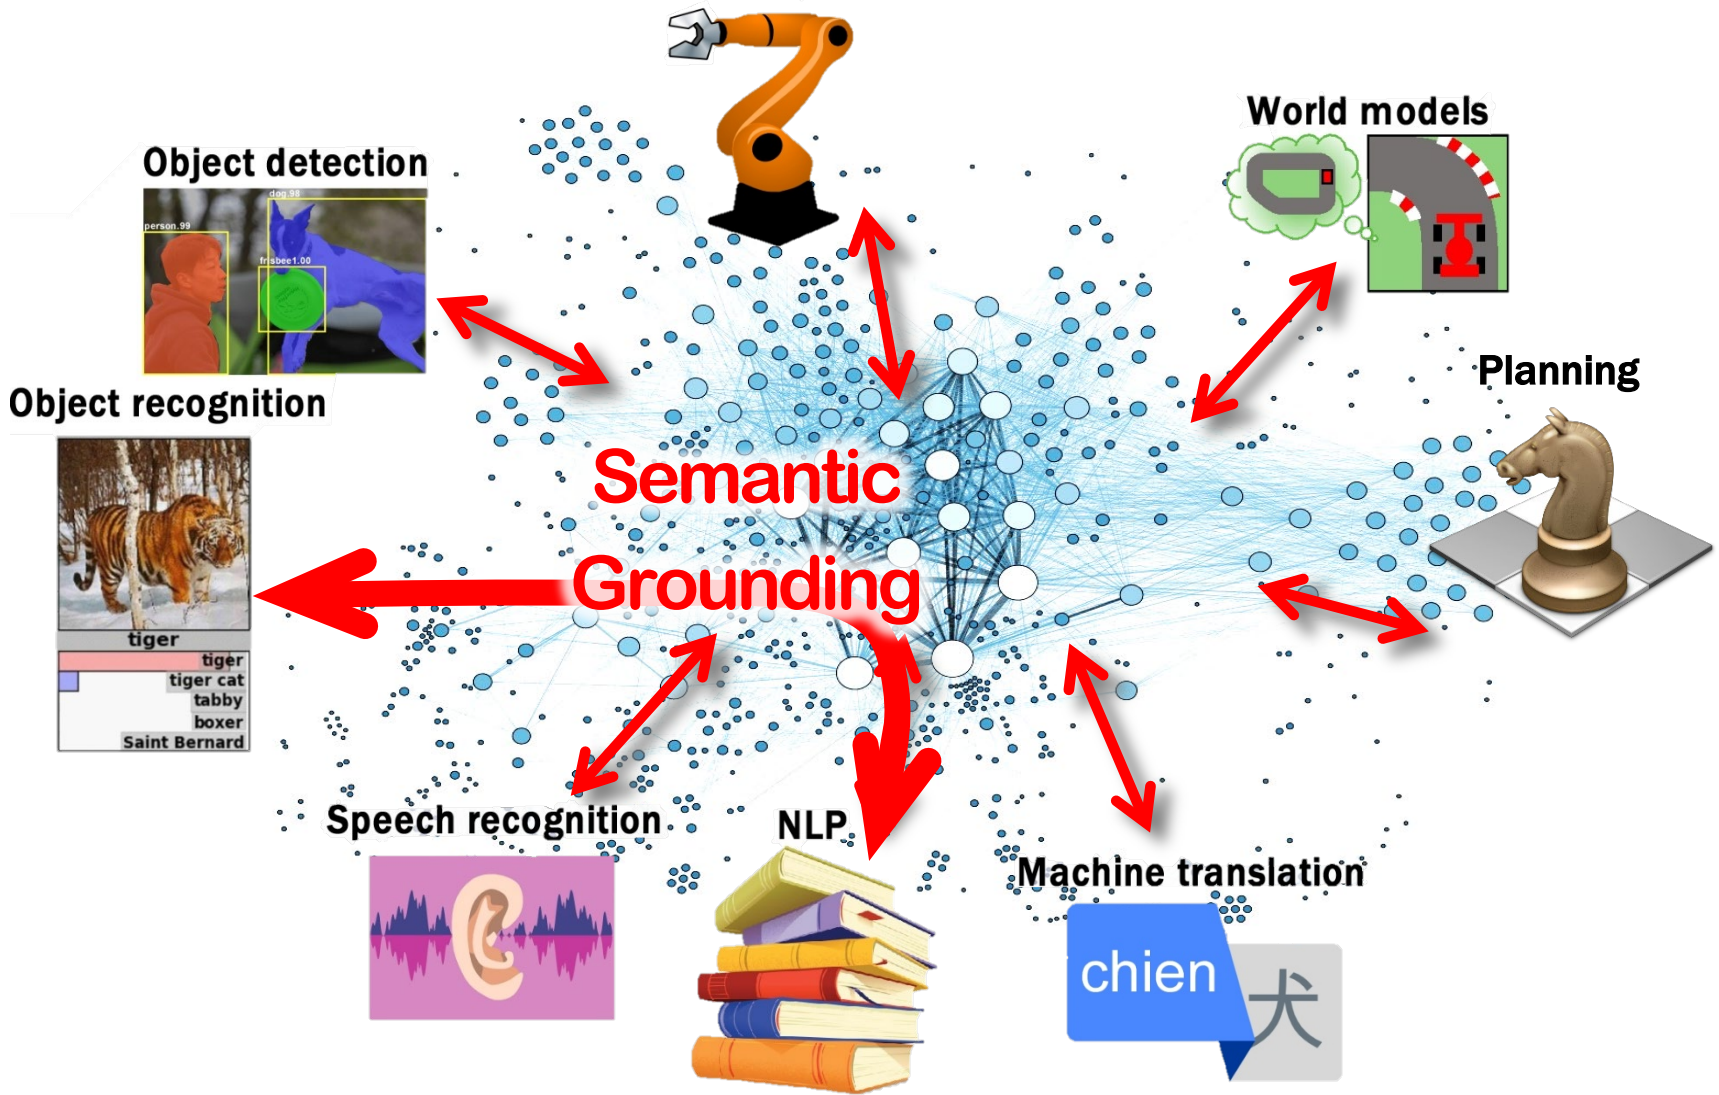 World models
Object detection
dog.98
person.99
frisbee1.00
Planning
Object recognition
Semantic
Grounding
tiger
tiger
tiger cat
tabby
boxer
Saint Bernard
Speech recognition
NLP
Machine translation
chien
犬